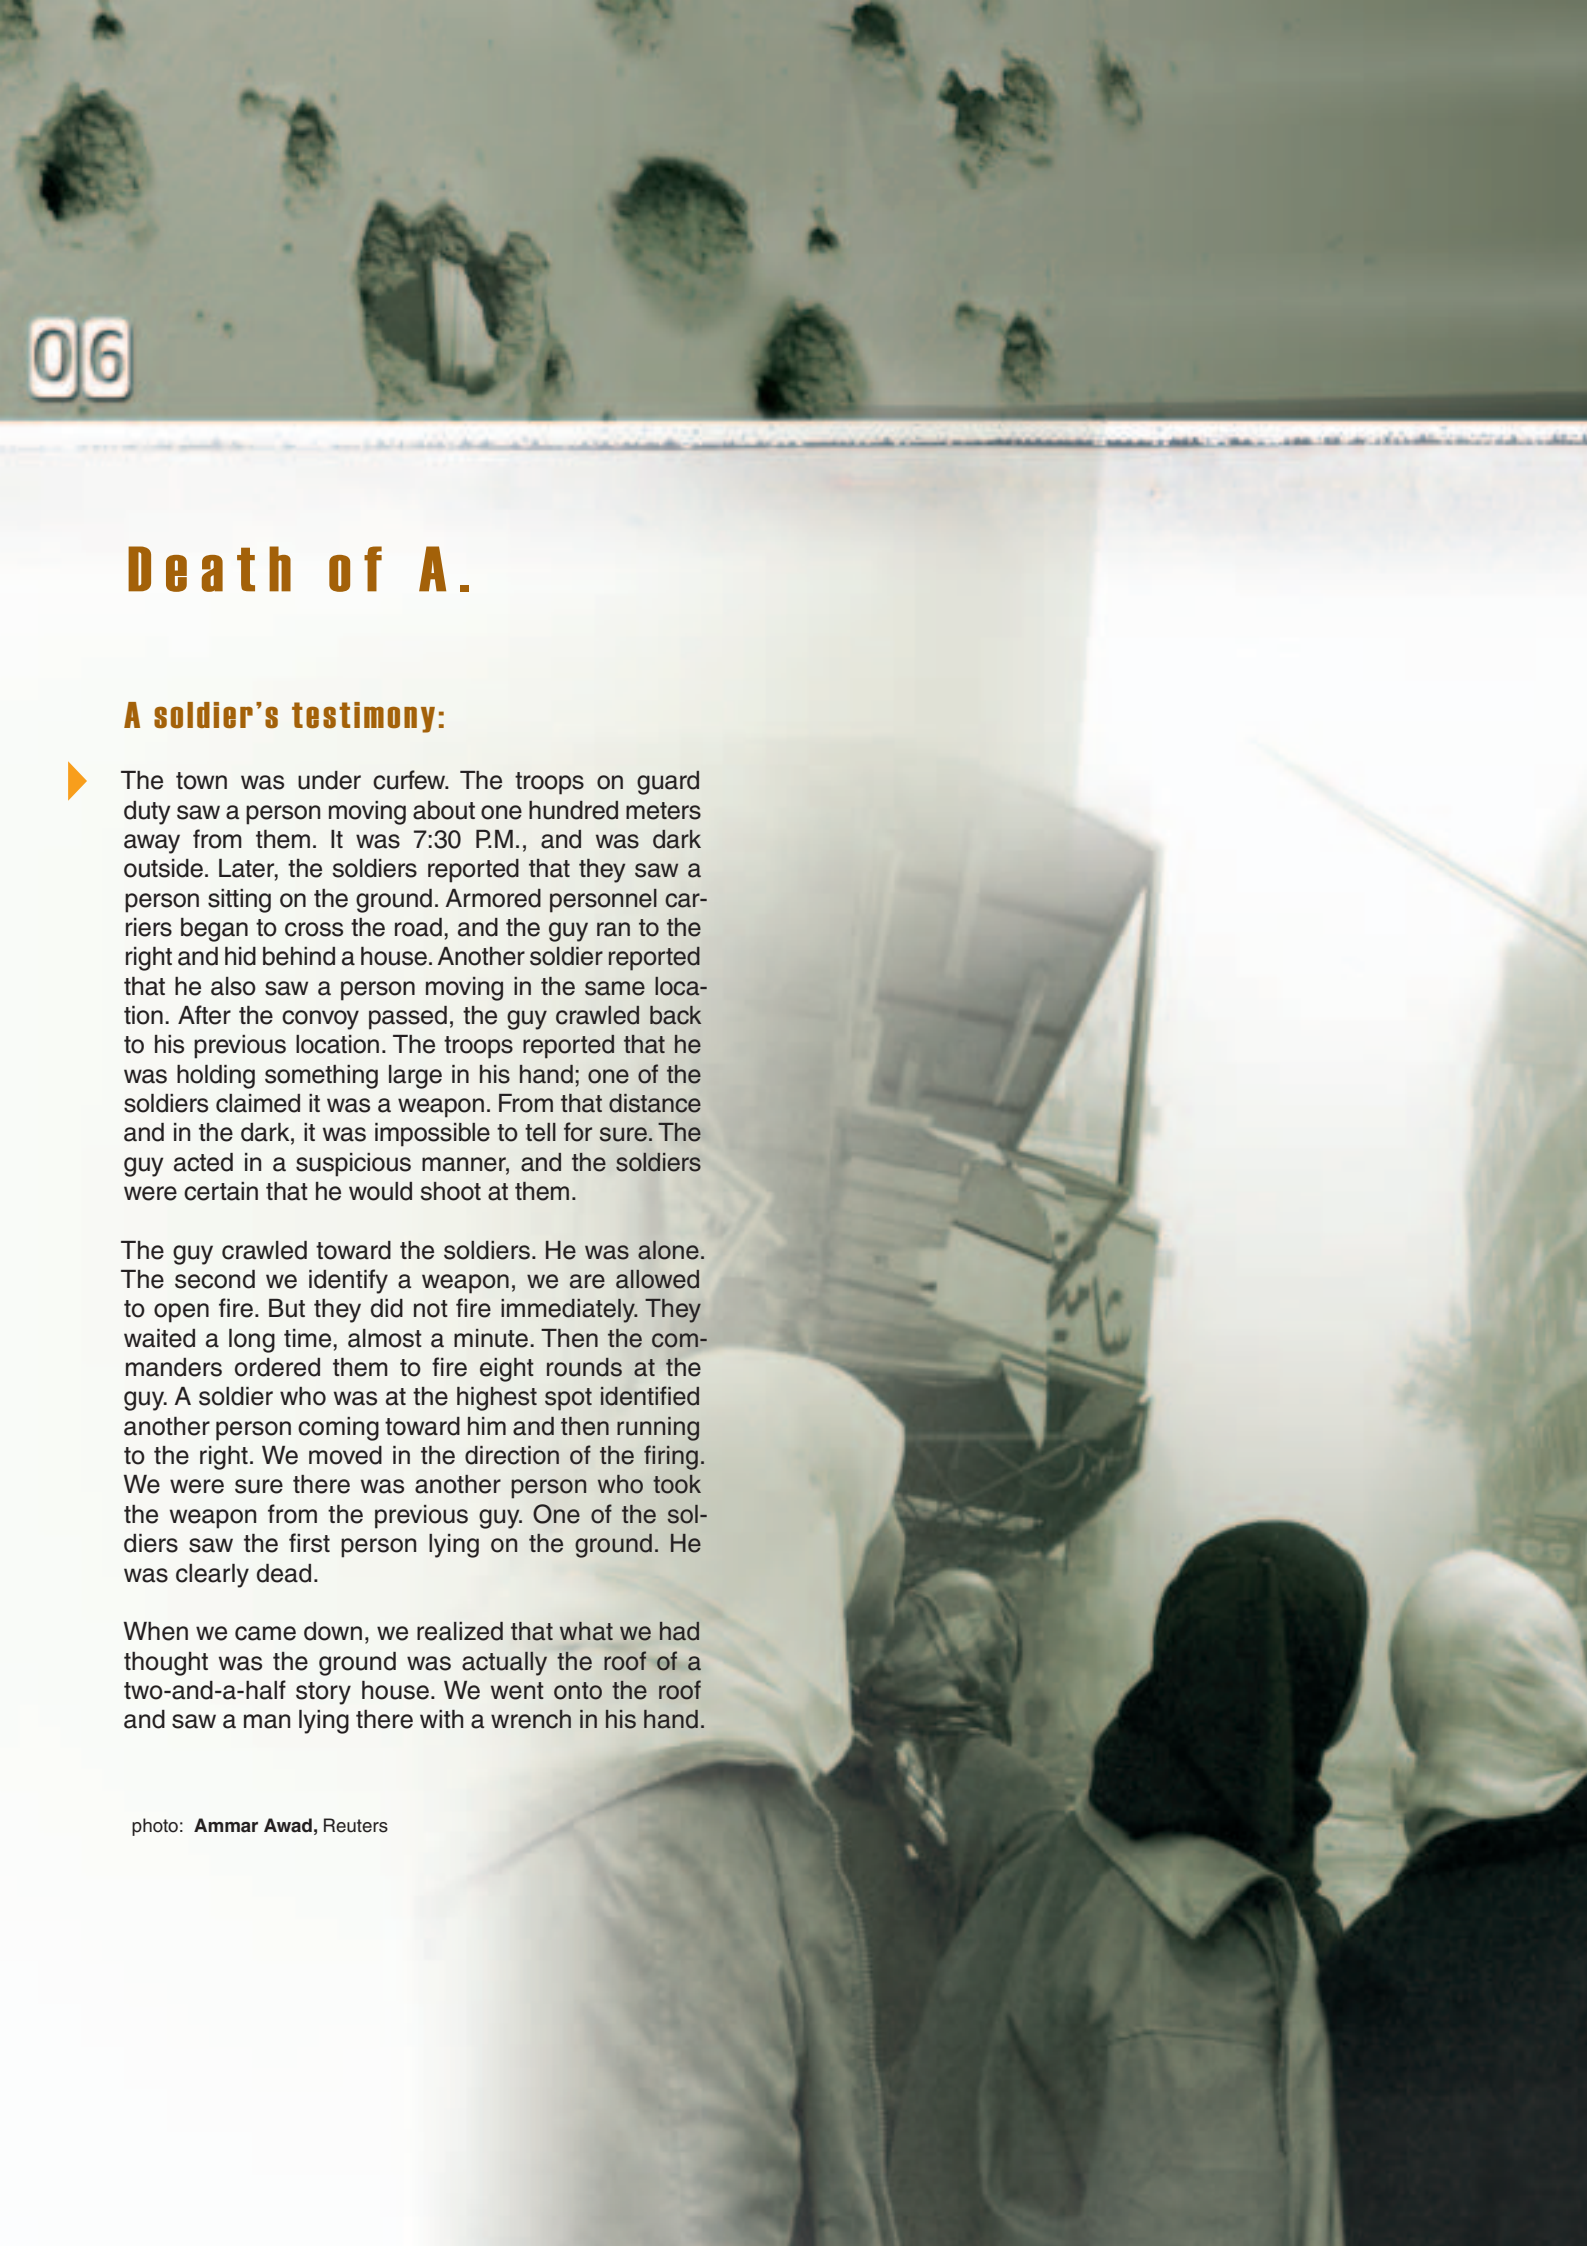 06
Death of A.
A soldier's testimony:
The town was under curfew. The troops on guard
duty saw a person moving about one hundred meters
away from them. It was 7:30 P.M., and was dark
outside. Later, the soldiers reported that they saw a
person sitting on the ground. Armored personnel car-
riers began to cross the road, and the guy ran to the
right and hid behind a house. Another soldier reported
that he also saw a person moving in the same loca-
tion. After the convoy passed, the guy crawled back
to his previous location. The troops reported that he
was holding something large in his hand; one of the
soldiers claimed it was a weapon. From that distance
and in the dark, it was impossible to tell for sure. The
guy acted in a suspicious manner, and the soldiers
were certain that he would shoot at them.
The guy crawled toward the soldiers. He was alone.
The second we identify a weapon, we are allowed
to open fire. But they did not fire immediately. They
waited a long time, almost a minute. Then the com-
manders ordered them to fire eight rounds at the
guy. A soldier who was at the highest spot identified
another person coming toward him and then running
to the right. We moved in the direction of the firing.
We were sure there was another person who took
the weapon from the previous guy. One of the sol-
diers saw the first person lying on the ground. He
was clearly dead.
When we came down, we realized that what we had
thought was the ground was actually the roof of a
two-and-a-half story house. We went onto the roof
and saw a man lying there with a wrench in his hand.
photo: Ammar Awad, Reuters